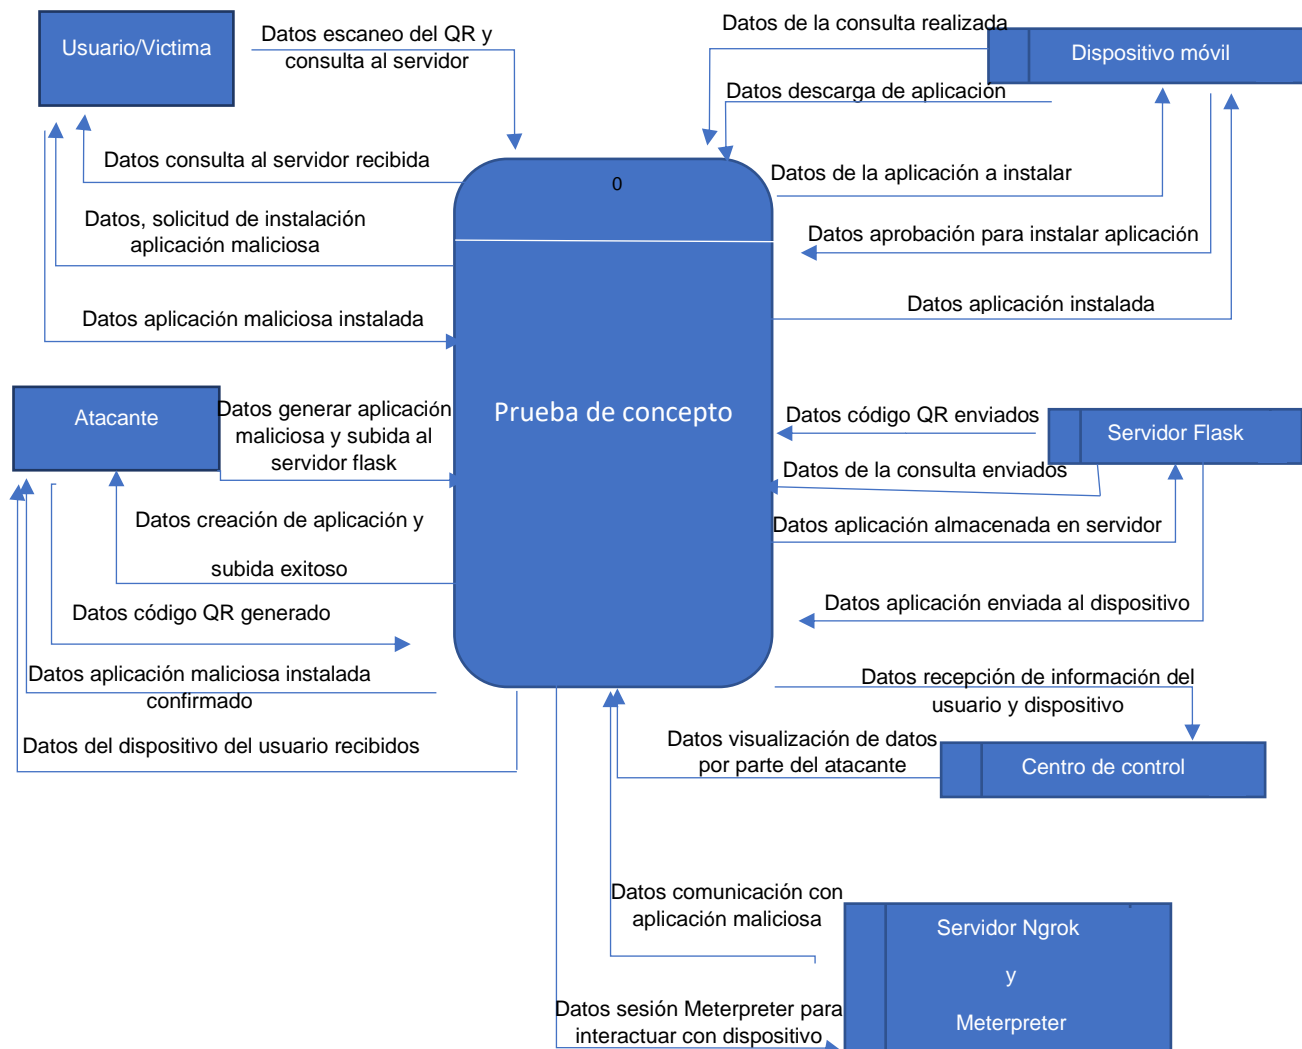 Usuario/Victima
Datos escaneo del QR y
consulta al servidor
Datos de la consulta realizada
Dispositivo móvil
Datos descarga de aplicación
Datos consulta al servidor recibida
0
Datos de la aplicación a instalar
Datos, solicitud de instalación
aplicación maliciosa
Datos aprobación para instalar aplicación
Datos aplicación maliciosa instalada
Datos aplicación instalada
Atacante
Datos generar aplicación
maliciosa y subida al
servidor flask
Prueba de concepto
Datos código QR enviados
Servidor Flask
Datos de la consulta enviados
Datos creación de aplicación y
subida exitoso
Datos aplicación almacenada en servidor
Datos código QR generado
Datos aplicación enviada al dispositivo
Datos aplicación maliciosa instalada
confirmado
Datos recepción de información del
usuario y dispositivo
Datos del dispositivo del usuario recibidos
Datos visualización de datos
por parte del atacante
Centro de control
Datos comunicación con
aplicación maliciosa
Servidor Ngrok
y
Meterpreter
Datos sesión Meterpreter para
interactuar con dispositivo